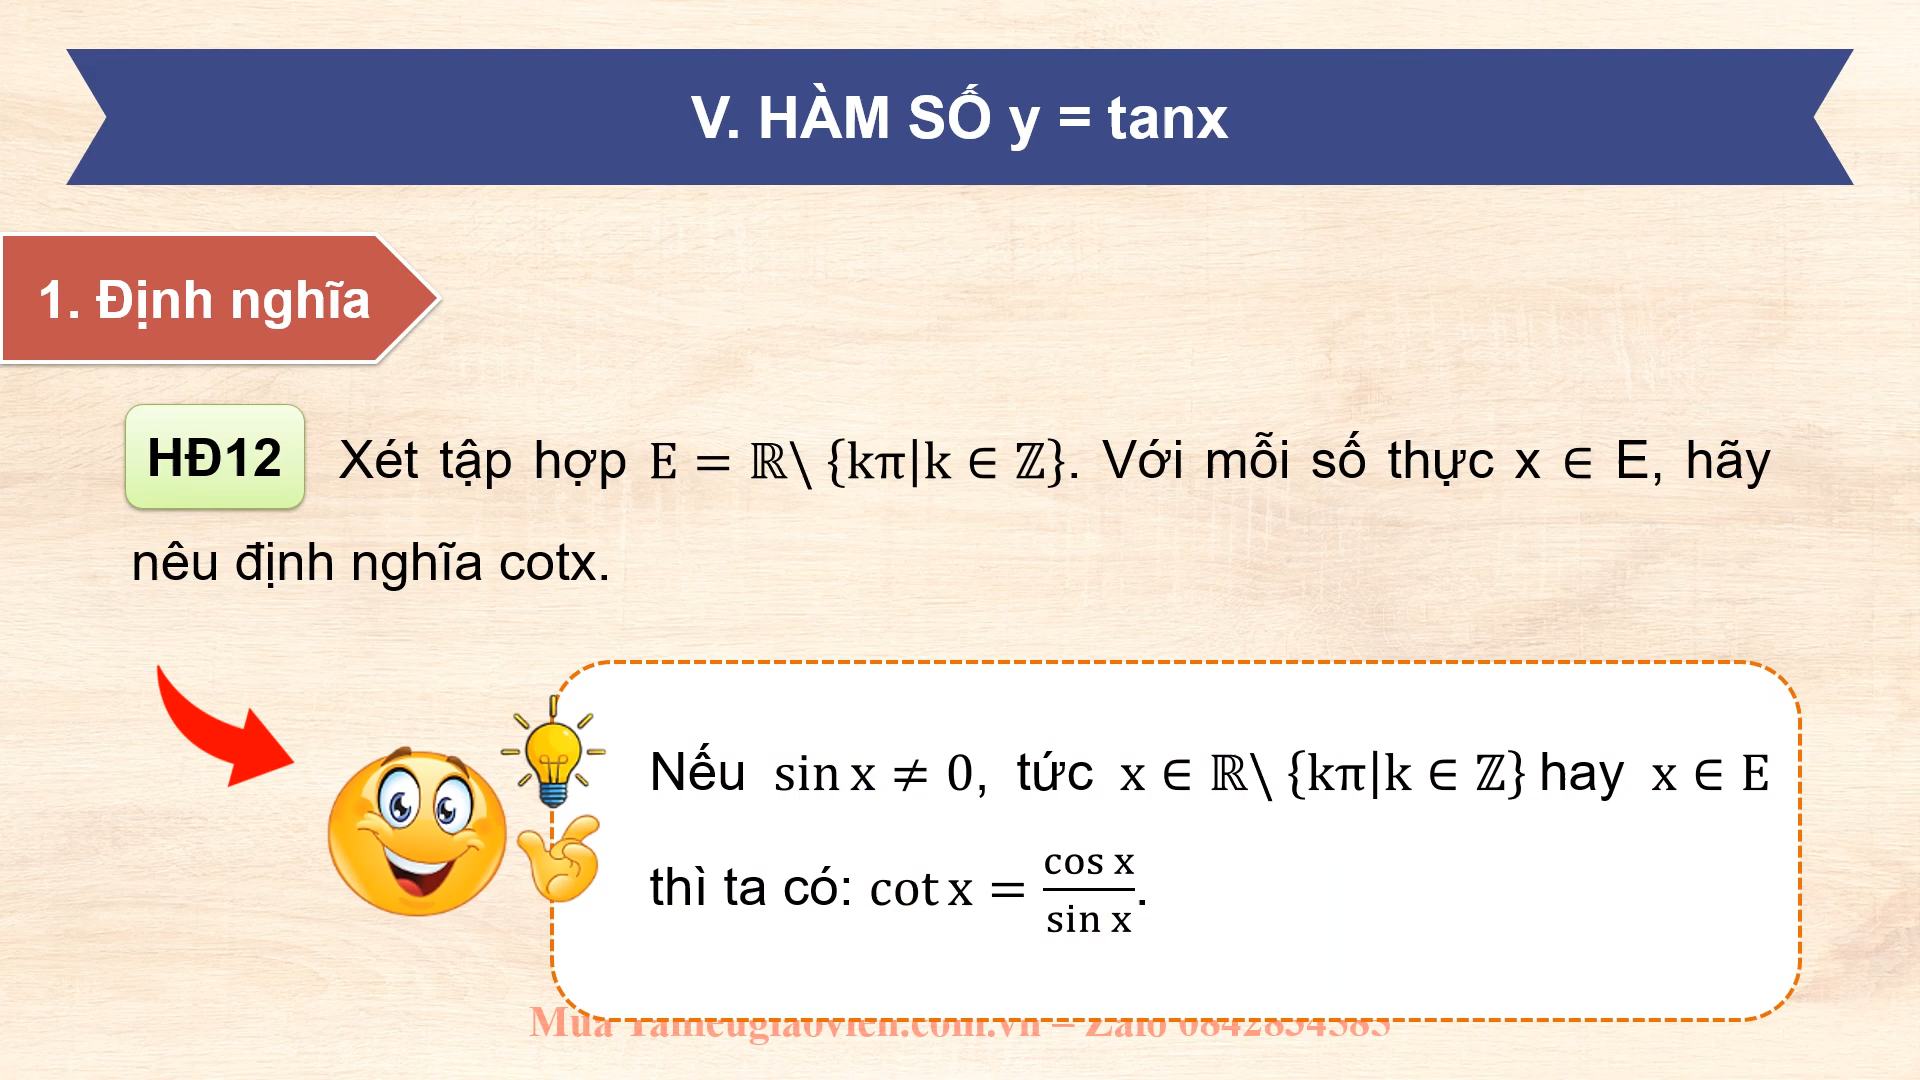 V. HÀM SỐ y = tanx
1. Định nghĩa
HĐ12 Xét tập hợp E = ℝ\ {kπ|k ∈ ℤ}. Với mỗi số thực x ∈ E, hãy
nêu định nghĩa cotx.
Nếu sin x ≠ 0, tức x ∈ ℝ\ {kπ|k ∈ ℤ} hay x ∈ E
thì ta có: cot x = cos x / sin x.